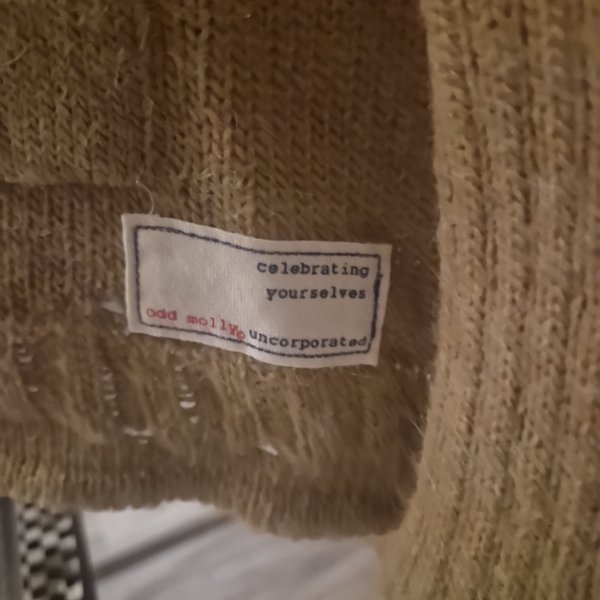 celebrating
yourselves
odd molly© uncorporated